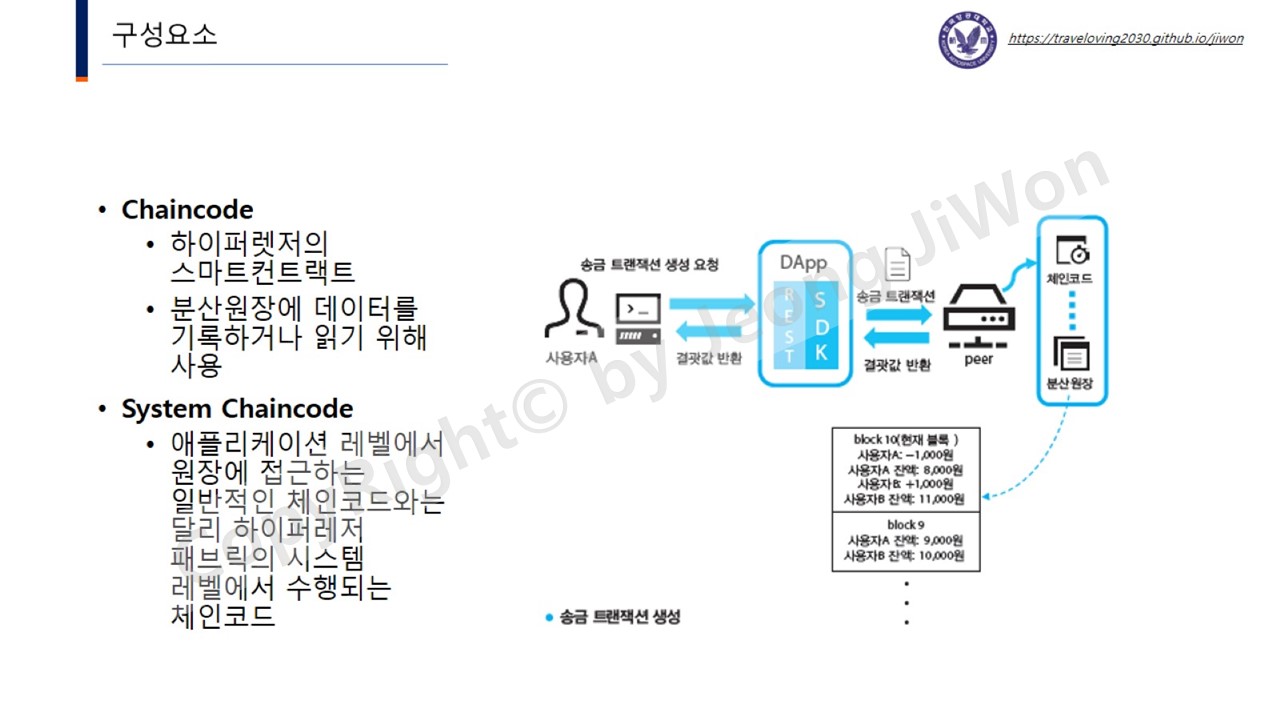 구성요소
https://traveloving2030.github.io/jiwon
• Chaincode
• 하이퍼렛저의
스마트컨트랙트
• 분산원장에 데이터를
기록하거나 읽기 위해
사용
• System Chaincode
• 애플리케이션 레벨에서
원장에 접근하는
일반적인 체인코드와는
달리 하이퍼레저
패브릭의 시스템
레벨에서 수행되는
체인코드
송금 트랜잭션 생성 요청
사용자A
결괏값 반환
DApp
REST
SDK
송금 트랜잭션
결괏값 반환
peer
체인코드
분산원장
block 10(현재 블록 )
사용자A: −1,000원
사용자A 잔액: 8,000원
사용자B: +1,000원
사용자B 잔액: 11,000원
block 9
사용자A 잔액: 9,000원
사용자B 잔액: 10,000원
• 송금 트랜잭션 생성
CopyRight© by Jeong JiWon